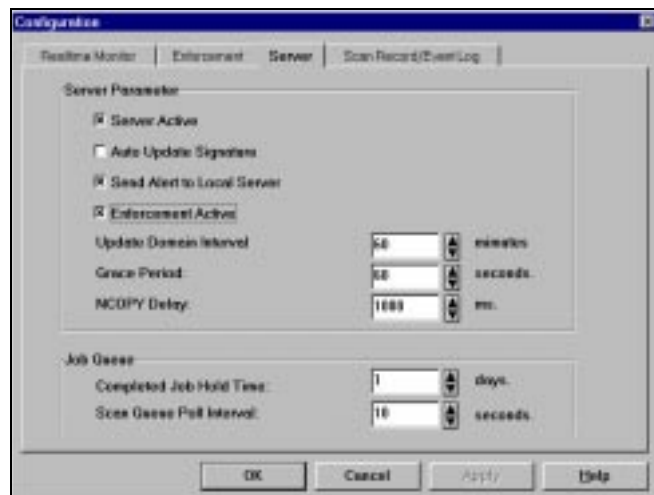 Configuration
Realtime Monitor Enforcement Server Scan Record/Event Log
Server Parameter
Server Active
Auto Update Signature
Send Alert to Local Server
Enforcement Active
Update Domain Interval 60 minutes
Grace Period: 60 seconds.
NCOPY Delay: 1000 ms.
Job Queue
Completed Job Hold Time: 1 days.
Scan Queue Poll Interval: 10 seconds.
OK Cancel Apply Help